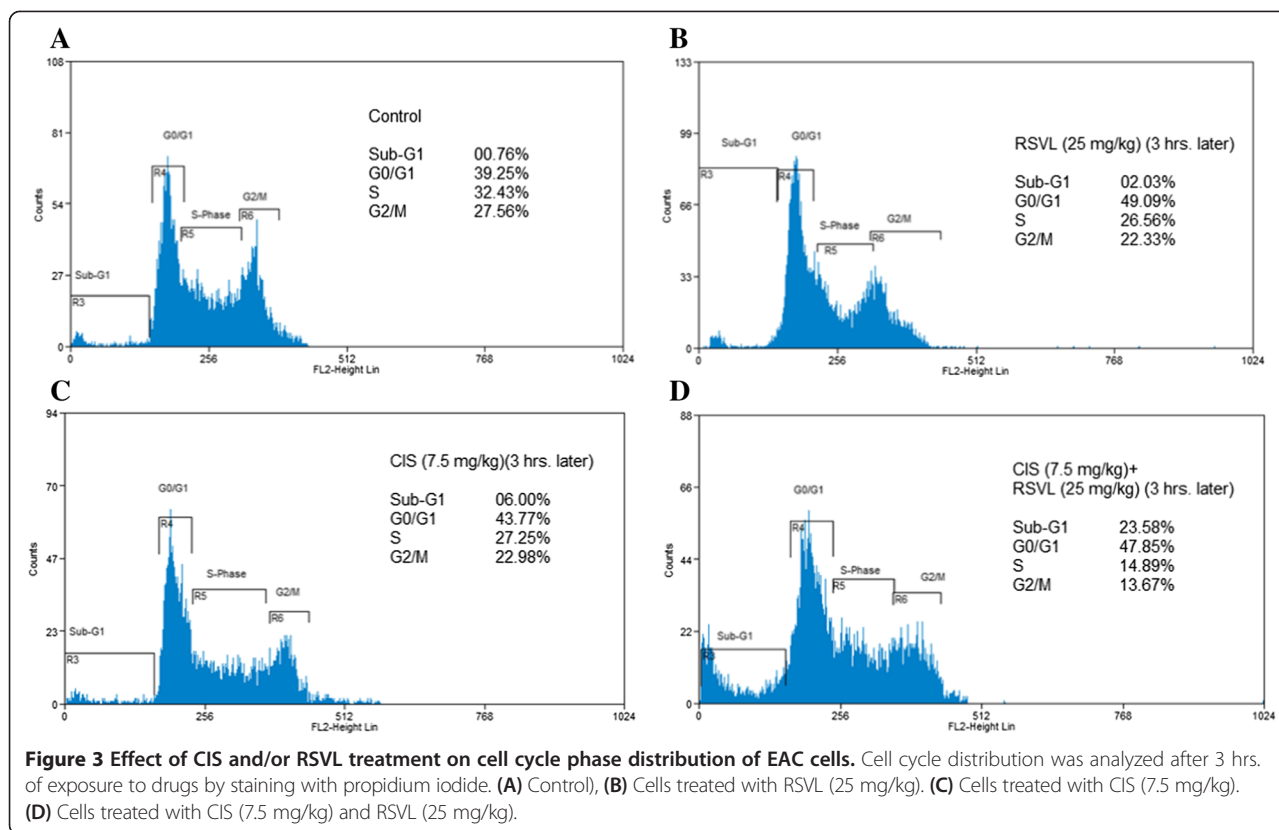 A
108
81
54
27
0
Counts
Sub-G1
R3
G0/G1
R4
S-Phase
R5
G2/M
R6
Control
Sub-G1 00.76%
G0/G1 39.25%
S 32.43%
G2/M 27.56%
0 256 512 768 1024
FL2-Height Lin
B
133
99
66
33
0
Counts
Sub-G1
R3
G0/G1
R4
S-Phase
R5
G2/M
R6
RSVL (25 mg/kg) (3 hrs. later)
Sub-G1 02.03%
G0/G1 49.09%
S 26.56%
G2/M 22.33%
0 256 512 768 1024
FL2-Height Lin
C
94
70
47
23
0
Counts
Sub-G1
R3
G0/G1
R4
S-Phase
R5
G2/M
R6
CIS (7.5 mg/kg)(3 hrs. later)
Sub-G1 06.00%
G0/G1 43.77%
S 27.25%
G2/M 22.98%
0 256 512 768 1024
FL2-Height Lin
D
88
66
44
22
0
Counts
Sub-G1
R3
G0/G1
R4
S-Phase
R5
G2/M
R6
CIS (7.5 mg/kg)+
RSVL (25 mg/kg) (3 hrs. later)
Sub-G1 23.58%
G0/G1 47.85%
S 14.89%
G2/M 13.67%
0 256 512 768 1024
FL2-Height Lin
Figure 3 Effect of CIS and/or RSVL treatment on cell cycle phase distribution of EAC cells. Cell cycle distribution was analyzed after 3 hrs.
of exposure to drugs by staining with propidium iodide. (A) Control), (B) Cells treated with RSVL (25 mg/kg). (C) Cells treated with CIS (7.5 mg/kg).
(D) Cells treated with CIS (7.5 mg/kg) and RSVL (25 mg/kg).